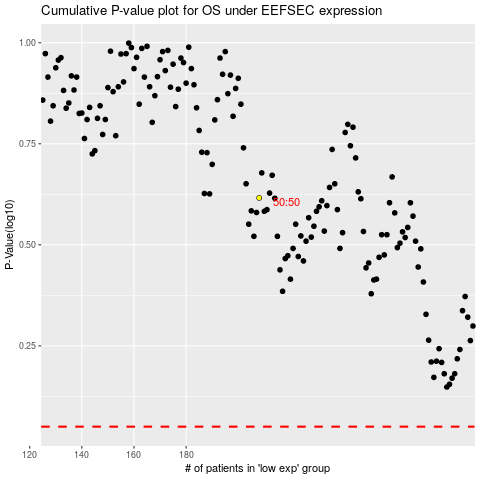 Cumulative P-value plot for OS under EEFSEC expression
P-Value(log10)
1.00
0.75
0.50
0.25
50:50
120 140 160 180
# of patients in 'low exp' group